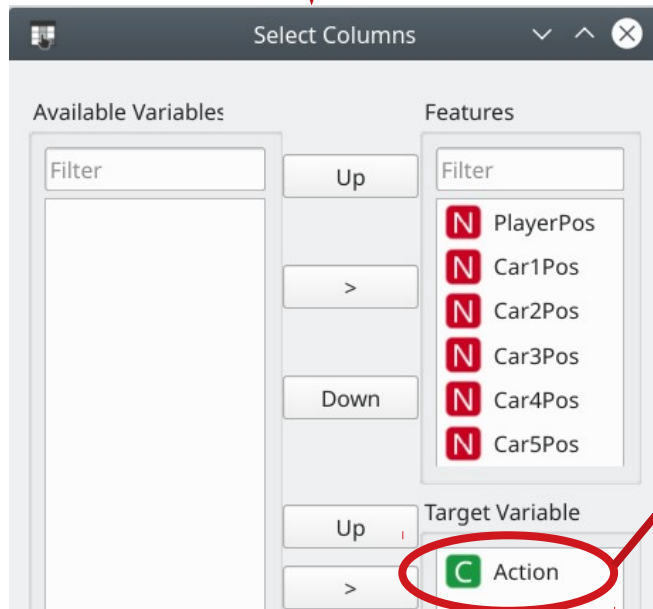 Select Columns
Available Variables
Features
Filter
Up
Filter
N PlayerPos
>
N Car1Pos
N Car2Pos
N Car3Pos
Down
N Car4Pos
N Car5Pos
Target Variable
Up
C Action
>